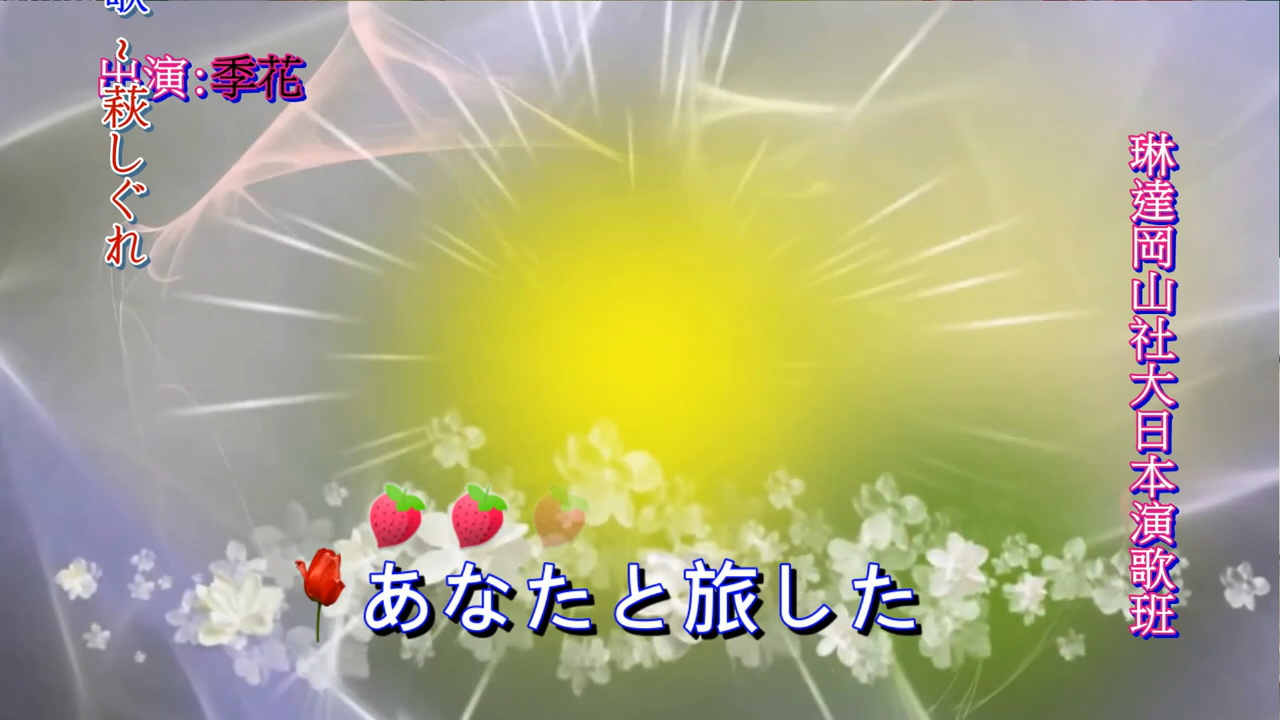 歌～萩しぐれ
出演:季花
琳達岡山社大日本演歌班
あなたと旅した